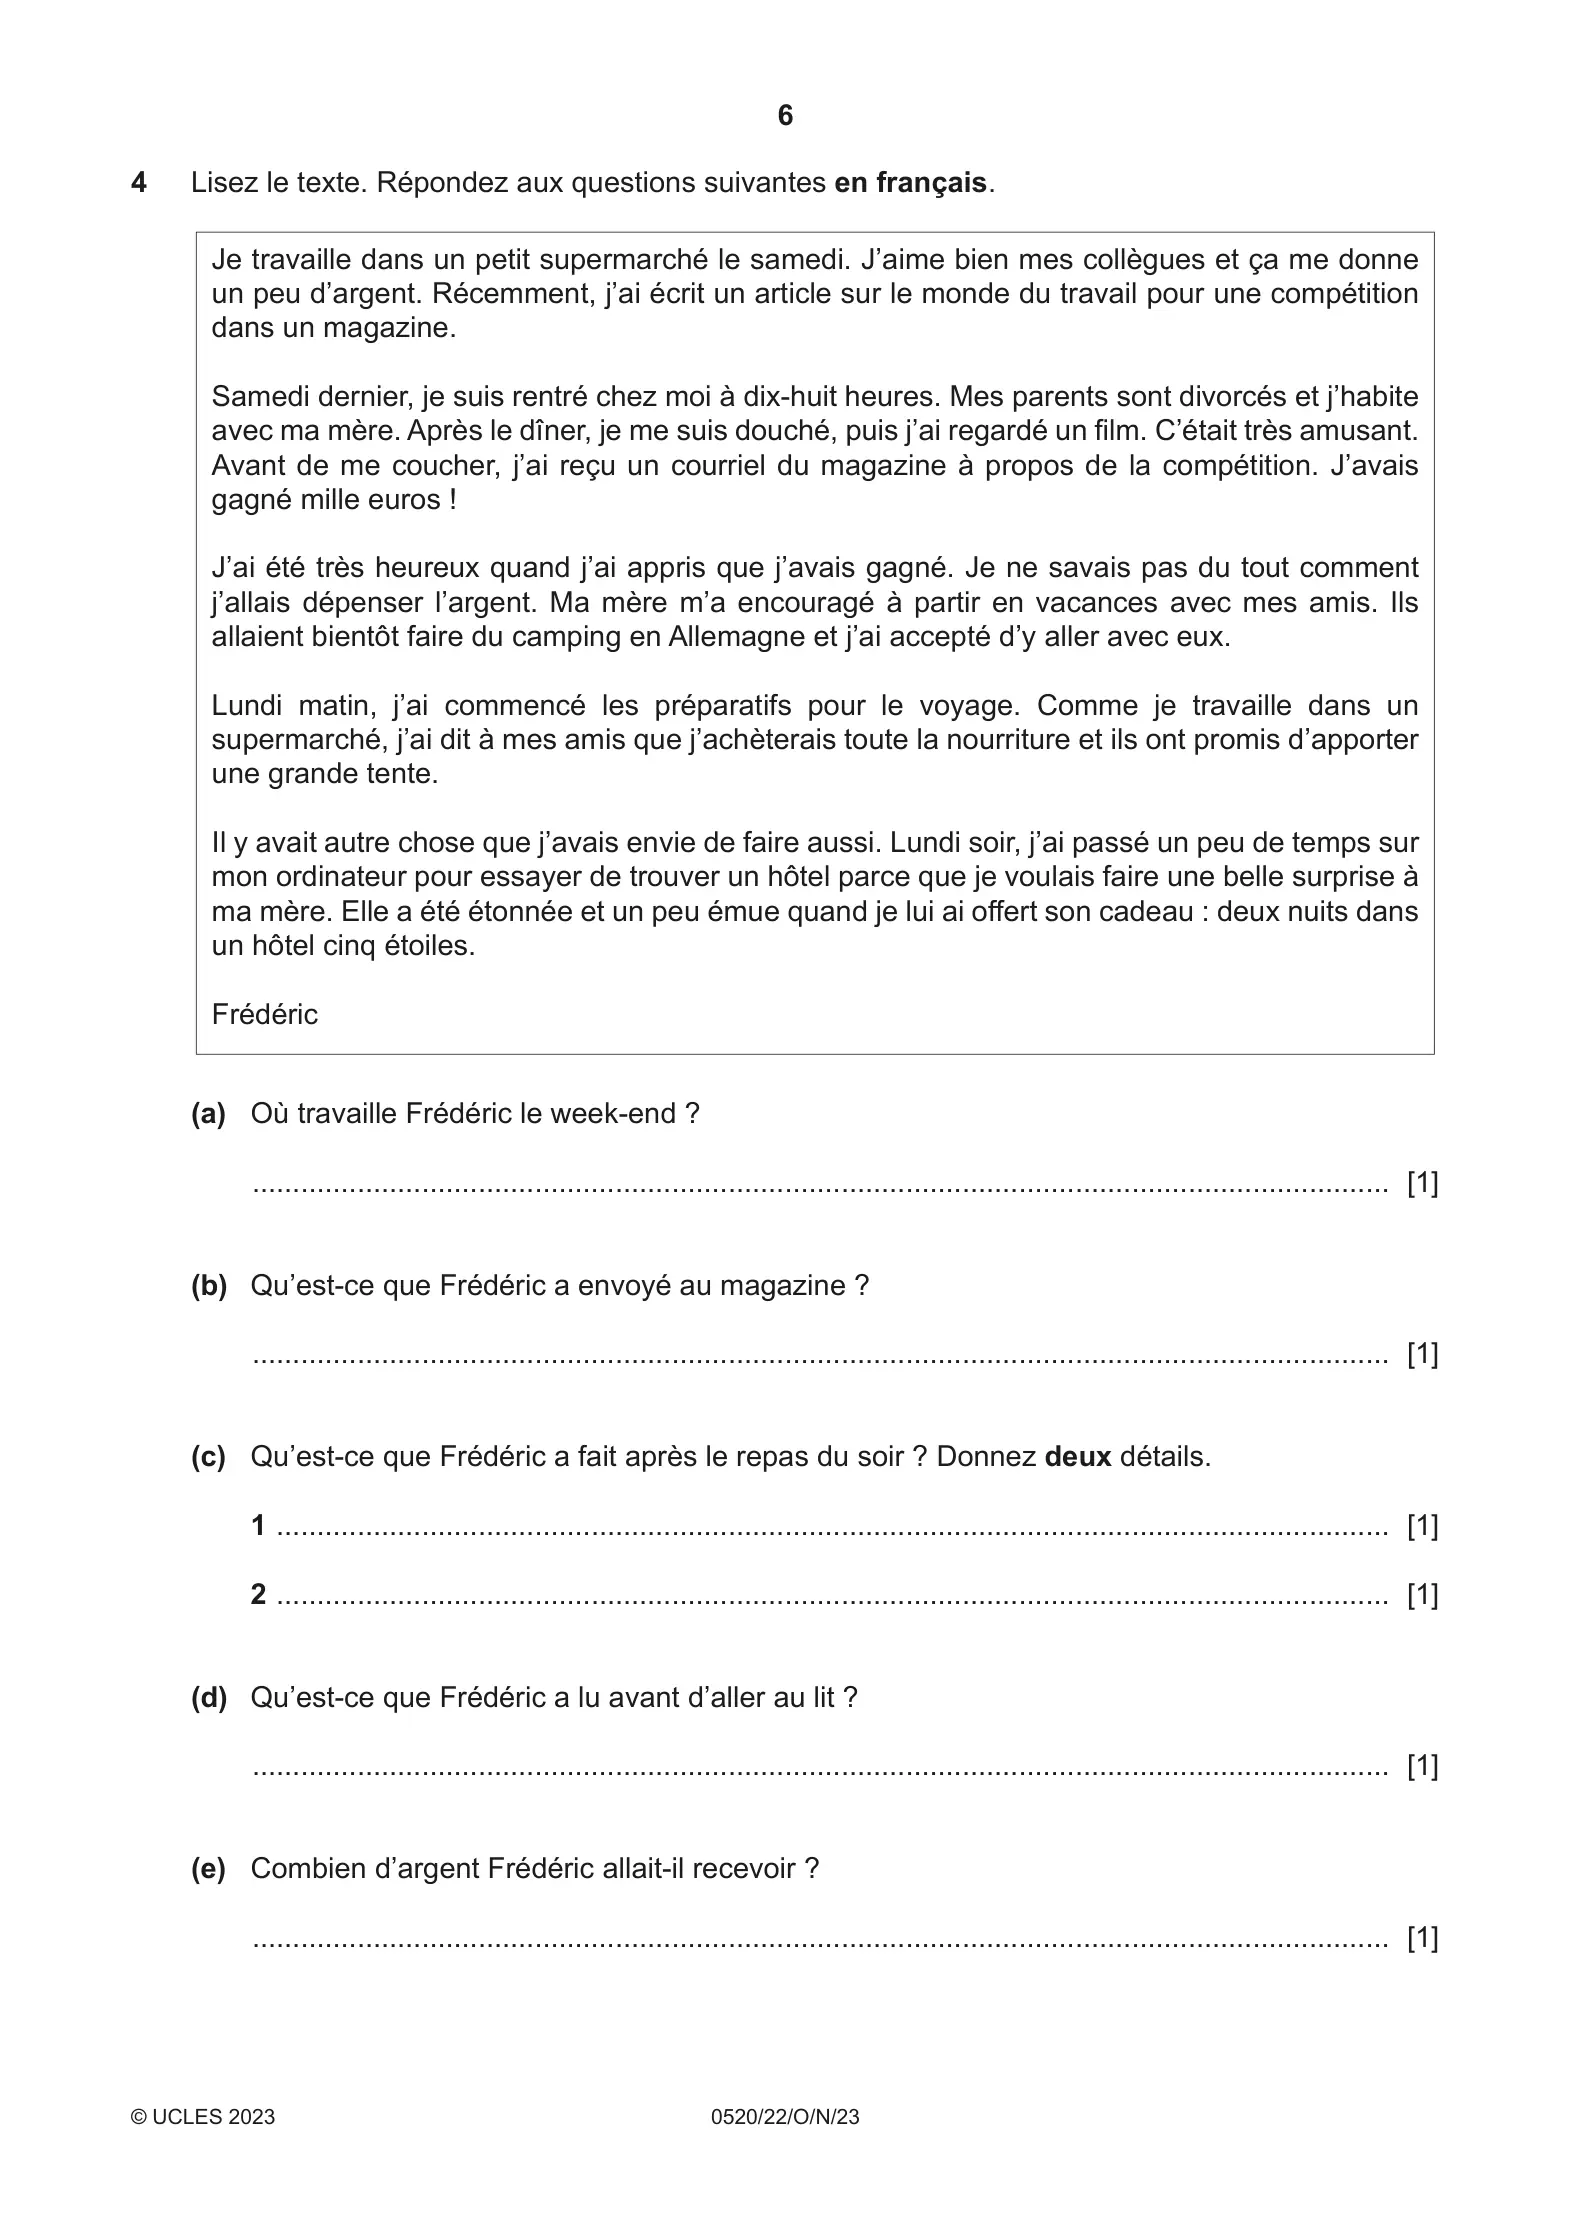 6
4 Lisez le texte. Répondez aux questions suivantes en français.
Je travaille dans un petit supermarché le samedi. J’aime bien mes collègues et ça me donne
un peu d’argent. Récemment, j’ai écrit un article sur le monde du travail pour une compétition
dans un magazine.
Samedi dernier, je suis rentré chez moi à dix-huit heures. Mes parents sont divorcés et j’habite
avec ma mère. Après le dîner, je me suis douché, puis j’ai regardé un film. C’était très amusant.
Avant de me coucher, j’ai reçu un courriel du magazine à propos de la compétition. J’avais
gagné mille euros !
J’ai été très heureux quand j’ai appris que j’avais gagné. Je ne savais pas du tout comment
j’allais dépenser l’argent. Ma mère m’a encouragé à partir en vacances avec mes amis. Ils
allaient bientôt faire du camping en Allemagne et j’ai accepté d’y aller avec eux.
Lundi matin, j’ai commencé les préparatifs pour le voyage. Comme je travaille dans un
supermarché, j’ai dit à mes amis que j’achèterais toute la nourriture et ils ont promis d’apporter
une grande tente.
Il y avait autre chose que j’avais envie de faire aussi. Lundi soir, j’ai passé un peu de temps sur
mon ordinateur pour essayer de trouver un hôtel parce que je voulais faire une belle surprise à
ma mère. Elle a été étonnée et un peu émue quand je lui ai offert son cadeau : deux nuits dans
un hôtel cinq étoiles.
Frédéric
(a) Où travaille Frédéric le week-end ?
[1]
(b) Qu’est-ce que Frédéric a envoyé au magazine ?
[1]
(c) Qu’est-ce que Frédéric a fait après le repas du soir ? Donnez deux détails.
1 [1]
2 [1]
(d) Qu’est-ce que Frédéric a lu avant d’aller au lit ?
[1]
(e) Combien d’argent Frédéric allait-il recevoir ?
[1]
© UCLES 2023 0520/22/O/N/23